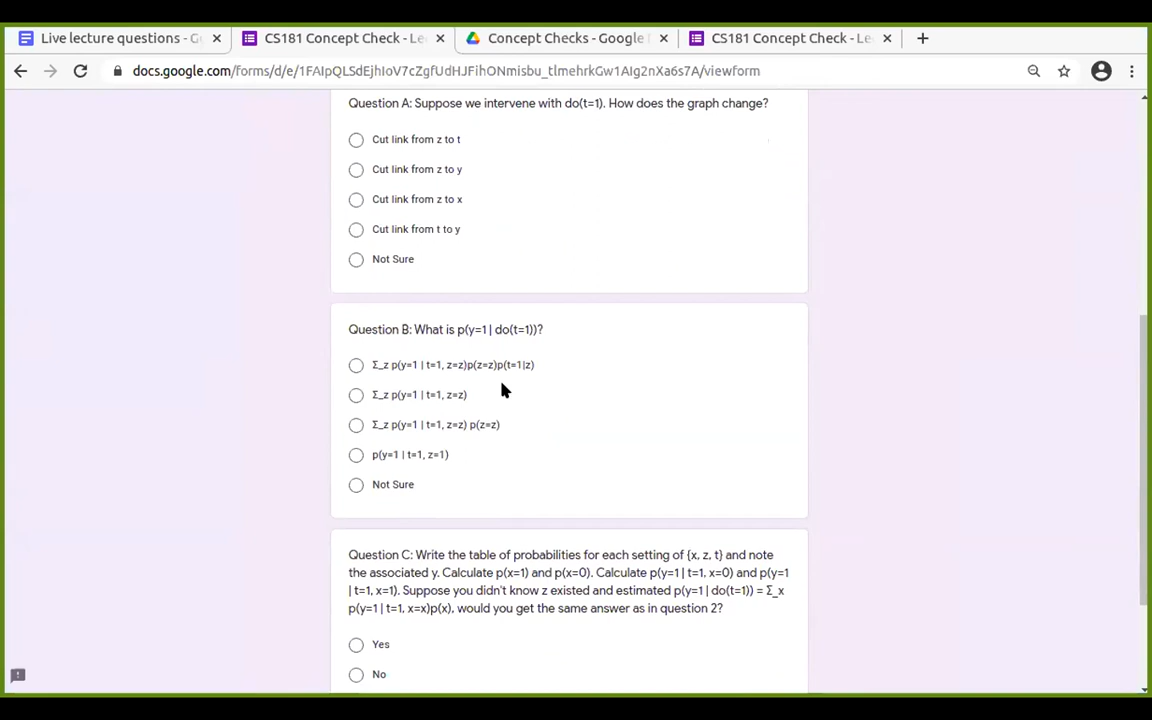 Live lecture questions - G
CS181 Concept Check - Le
Concept Checks - Google
CS181 Concept Check - Le
docs.google.com/forms/d/e/1FAIpQLSdEjhIoV7cZgfUdHJFihONmisbu_tlmehrkGw1AIg2nXa6s7A/viewform
Question A: Suppose we intervene with do(t=1). How does the graph change?
Cut link from z to t
Cut link from z to y
Cut link from z to x
Cut link from t to y
Not Sure
Question B: What is p(y=1 | do(t=1))?
Σ_z p(y=1 | t=1, z=z)p(z=z)p(t=1|z)
Σ_z p(y=1 | t=1, z=z)
Σ_z p(y=1 | t=1, z=z) p(z=z)
p(y=1 | t=1, z=1)
Not Sure
Question C: Write the table of probabilities for each setting of {x, z, t} and note
the associated y. Calculate p(x=1) and p(x=0). Calculate p(y=1 | t=1, x=0) and p(y=1
| t=1, x=1). Suppose you didn't know z existed and estimated p(y=1 | do(t=1)) = Σ_x
p(y=1 | t=1, x=x)p(x), would you get the same answer as in question 2?
Yes
No